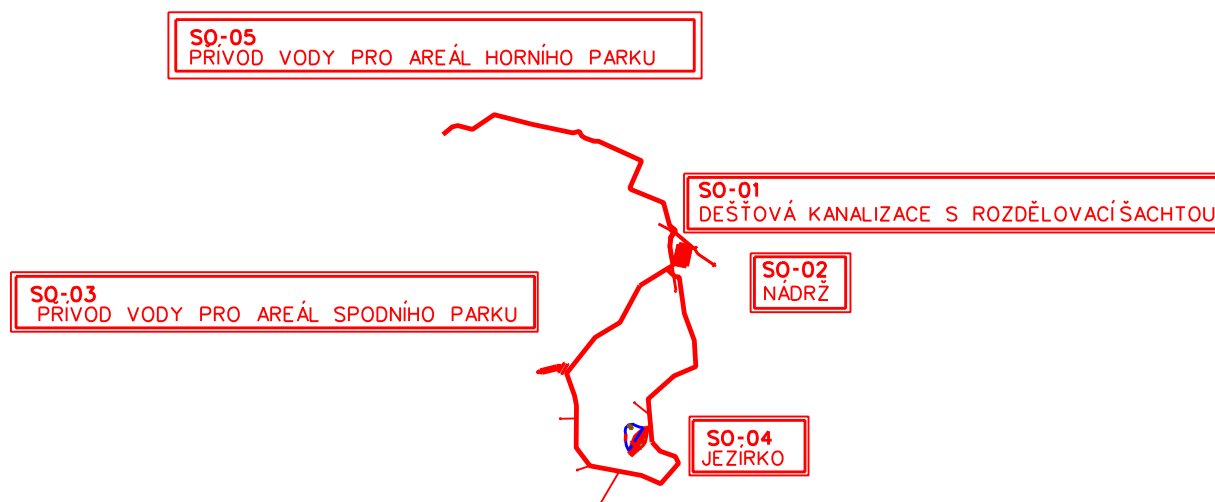 SO-05
PŘÍVOD VODY PRO AREÁL HORNÍHO PARKU
SO-01
DEŠŤOVÁ KANALIZACE S ROZDĚLOVACÍ ŠACHTOU
SO-02
NÁDRŽ
SO-03
PŘÍVOD VODY PRO AREÁL SPODNÍHO PARKU
SO-04
JEZÍRKO